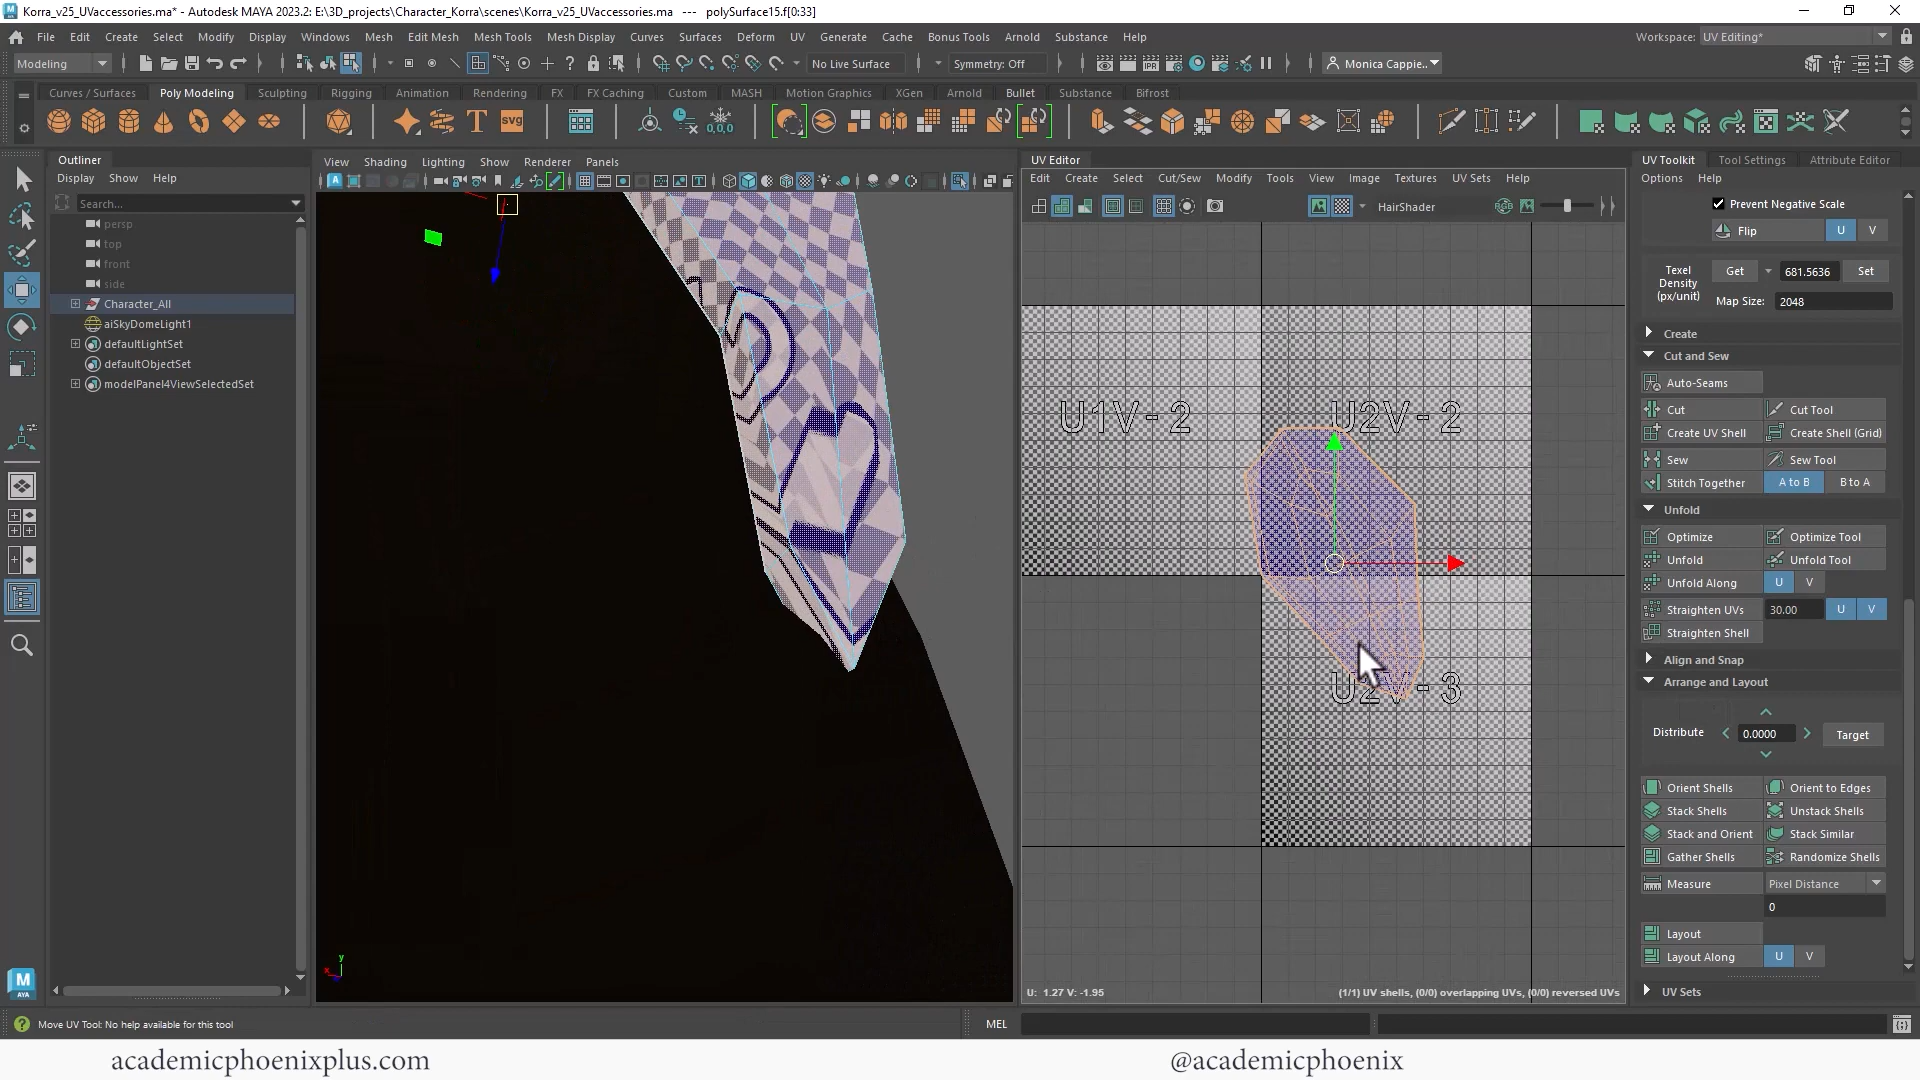 Korra_v25_UVaccessories.ma* - Autodesk MAYA 2023.2: E:\3D_projects\Character_Korra\scenes\Korra_v25_UVaccessories.ma   ---   polySurface15.f[0:33]
File Edit Create Select Modify Display Windows Mesh Edit Mesh Mesh Tools Mesh Display Curves Surfaces Deform UV Generate Cache Bonus Tools Arnold Substance Help
Workspace: UV Editing*
Modeling
No Live Surface
Symmetry: Off
Monica Cappie..
Curves / Surfaces Poly Modeling Sculpting Rigging Animation Rendering FX FX Caching Custom MASH Motion Graphics XGen Arnold Bullet Substance Bifrost
T svg 0,0,0
Outliner
Display Show Help
Search...
persp
top
front
side
Character_All
aiSkyDomeLight1
defaultLightSet
defaultObjectSet
modelPanel4ViewSelectedSet
View Shading Lighting Show Renderer Panels
UV Editor
Edit Create Select Cut/Sew Modify Tools View Image Textures UV Sets Help
HairShader
U1V-2
U2V-2
U2V-3
U: 1.27 V: -1.95
(1/1) UV shells, (0/0) overlapping UVs, (0/0) reversed UVs
UV Toolkit Tool Settings Attribute Editor
Options Help
Prevent Negative Scale
Flip U V
Texel Density (px/unit)
Get 681.5636 Set
Map Size: 2048
Create
Cut and Sew
Auto-Seams
Cut Cut Tool
Create UV Shell Create Shell (Grid)
Sew Sew Tool
Stitch Together A to B B to A
Unfold
Optimize Optimize Tool
Unfold Unfold Tool
Unfold Along U V
Straighten UVs 30.00 U V
Straighten Shell
Align and Snap
Arrange and Layout
Distribute 0.0000 Target
Orient Shells Orient to Edges
Stack Shells Unstack Shells
Stack and Orient Stack Similar
Gather Shells Randomize Shells
Measure Pixel Distance
0
Layout
Layout Along U V
UV Sets
Move UV Tool: No help available for this tool
MEL
academicphoenixplus.com
@academicphoenix